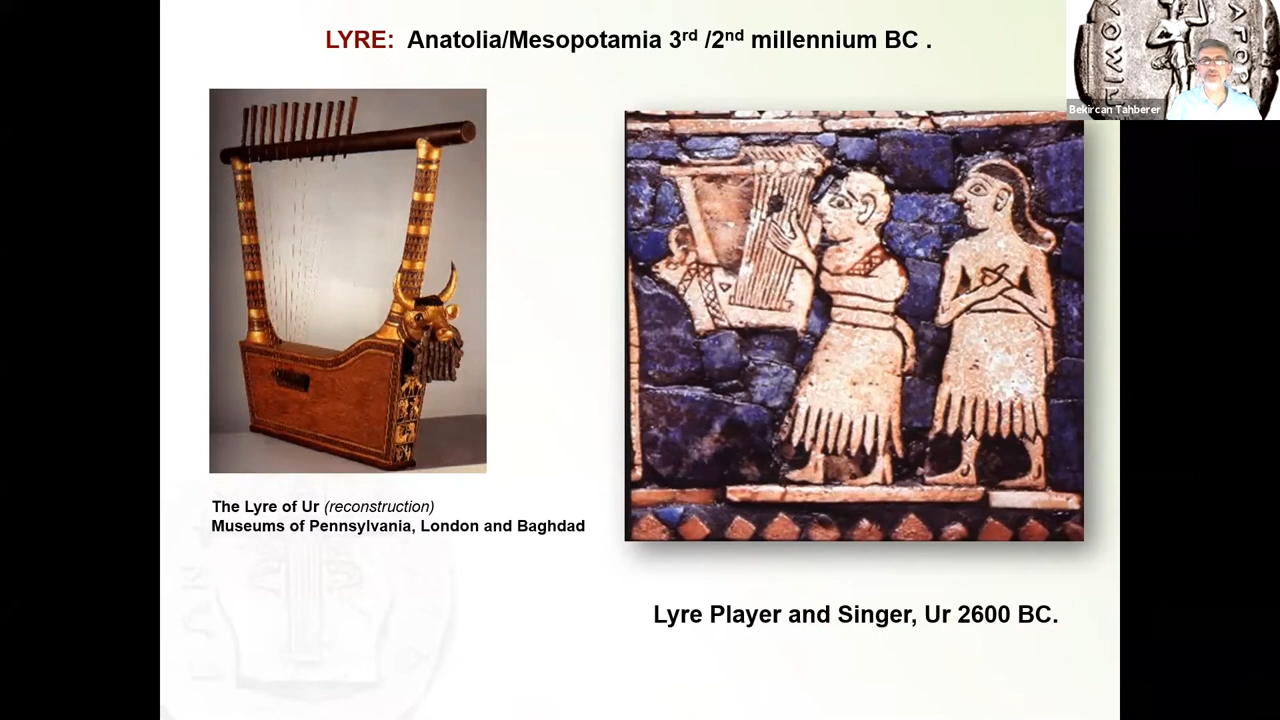 LYRE: Anatolia/Mesopotamia 3rd /2nd millennium BC .
Bekircan Tahberer
The Lyre of Ur (reconstruction)
Museums of Pennsylvania, London and Baghdad
Lyre Player and Singer, Ur 2600 BC.